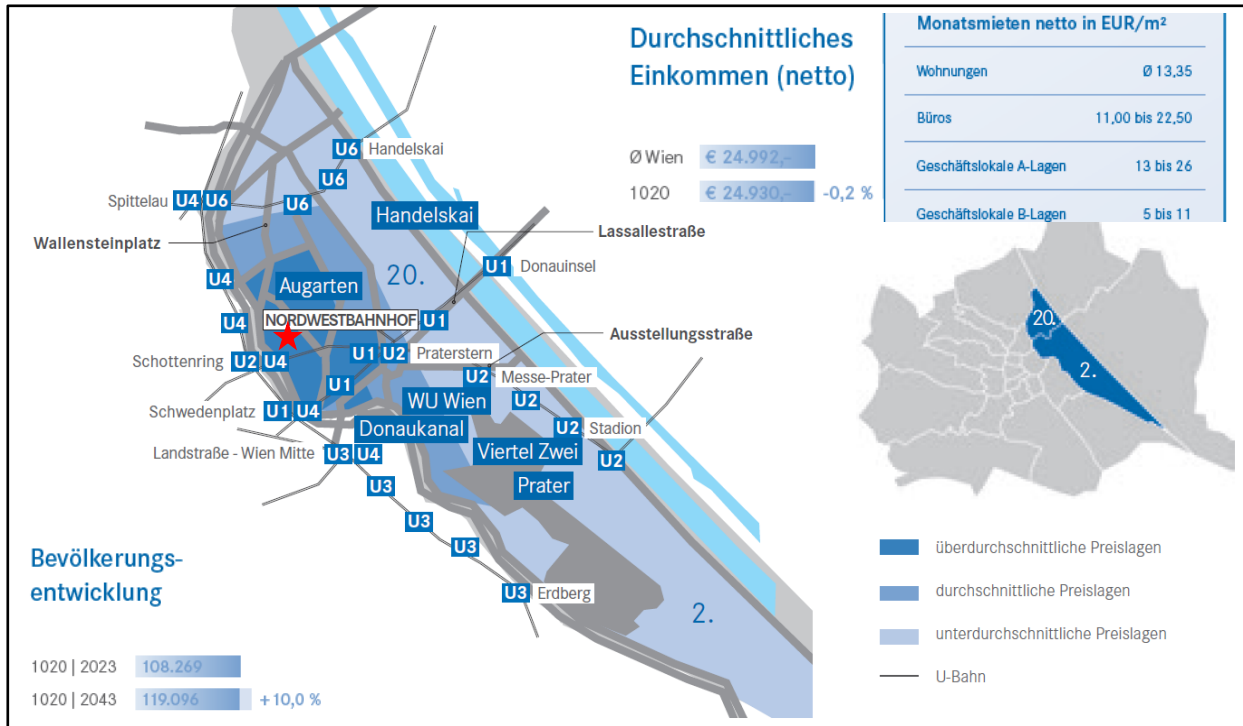 Durchschnittliches
Einkommen (netto)
Ø Wien € 24.992,-
1020 € 24.930,- -0,2 %
Monatsmieten netto in EUR/m²
Wohnungen Ø 13,35
Büros 11,00 bis 22,50
Geschäftslokale A-Lagen 13 bis 26
Geschäftslokale B-Lagen 5 bis 11
U6 Handelskai
U6
Spittelau U4 U6
U6
Handelskai
Wallensteinplatz
Lassallestraße
20.
U1 Donauinsel
U4
Augarten
NORDWESTBAHNHOF
U1
U4
Ausstellungsstraße
Schottenring U2 U4
U1 U2 Praterstern
U2 Messe-Prater
U1
WU Wien
U2
Schwedenplatz U1 U4
Donaukanal
U2 Stadion
Landstraße - Wien Mitte U3 U4
Viertel Zwei
U2
U3
Prater
U3
U3
U3 Erdberg
2.
20.
2.
überdurchschnittliche Preislagen
durchschnittliche Preislagen
unterdurchschnittliche Preislagen
U-Bahn
Bevölkerungs-
entwicklung
1020 | 2023 108.269
1020 | 2043 119.096 +10,0 %